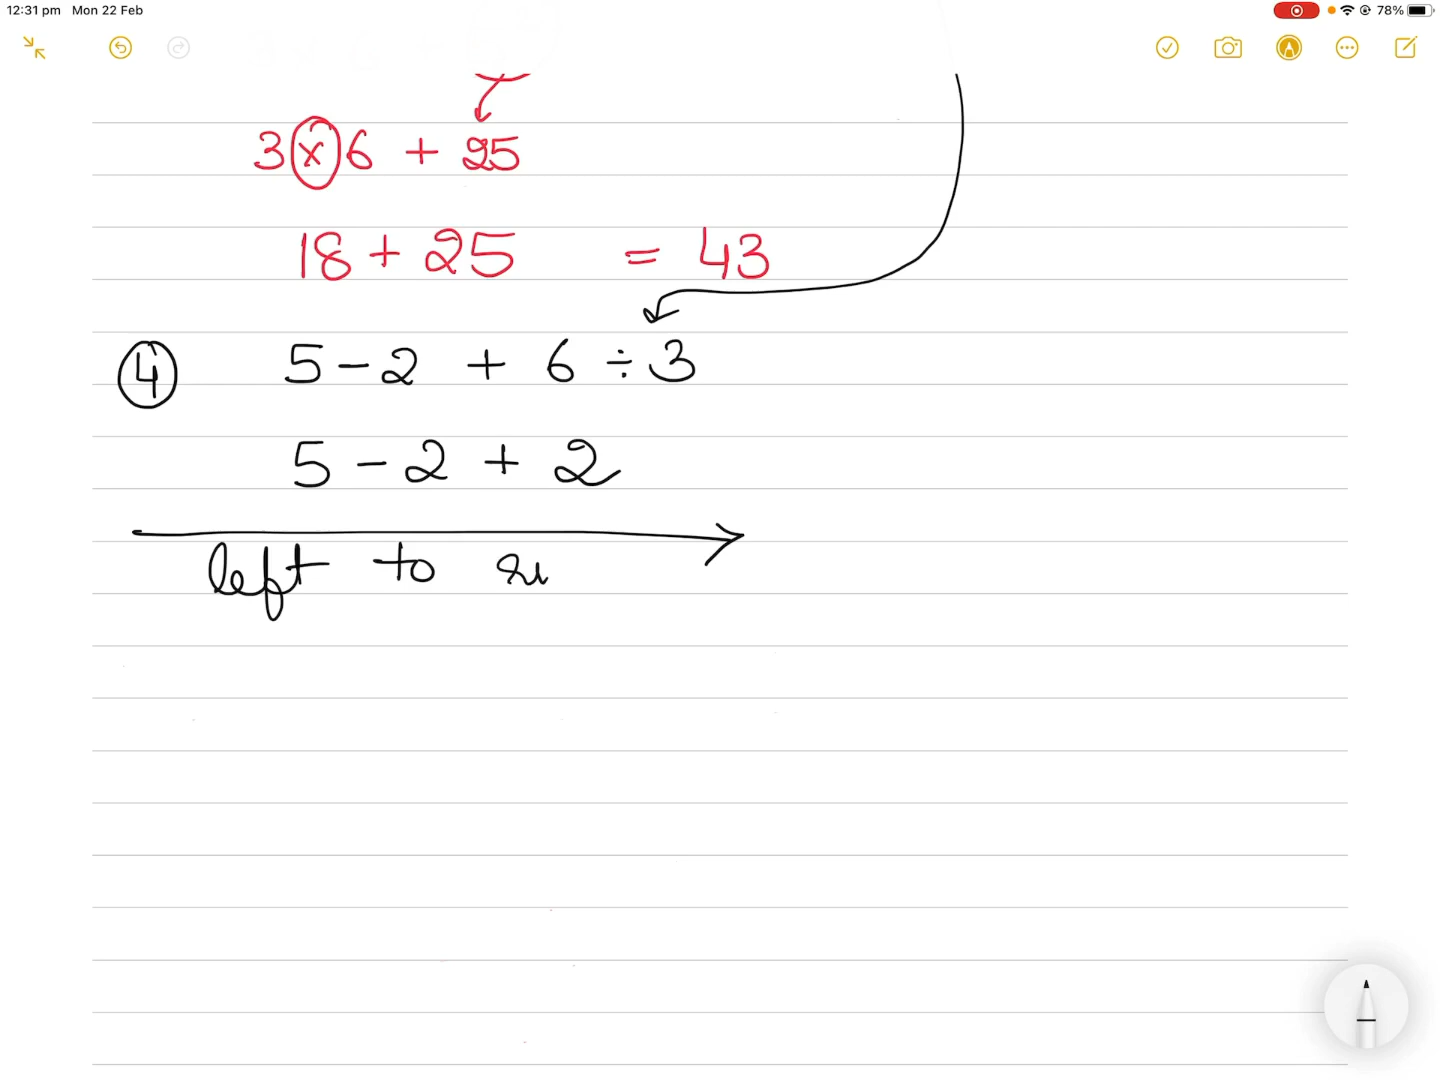 12:31 pm Mon 22 Feb 78%
3 × 6 + 25
18 + 25 = 43
4 5 - 2 + 6 ÷ 3
5 - 2 + 2
left to ri